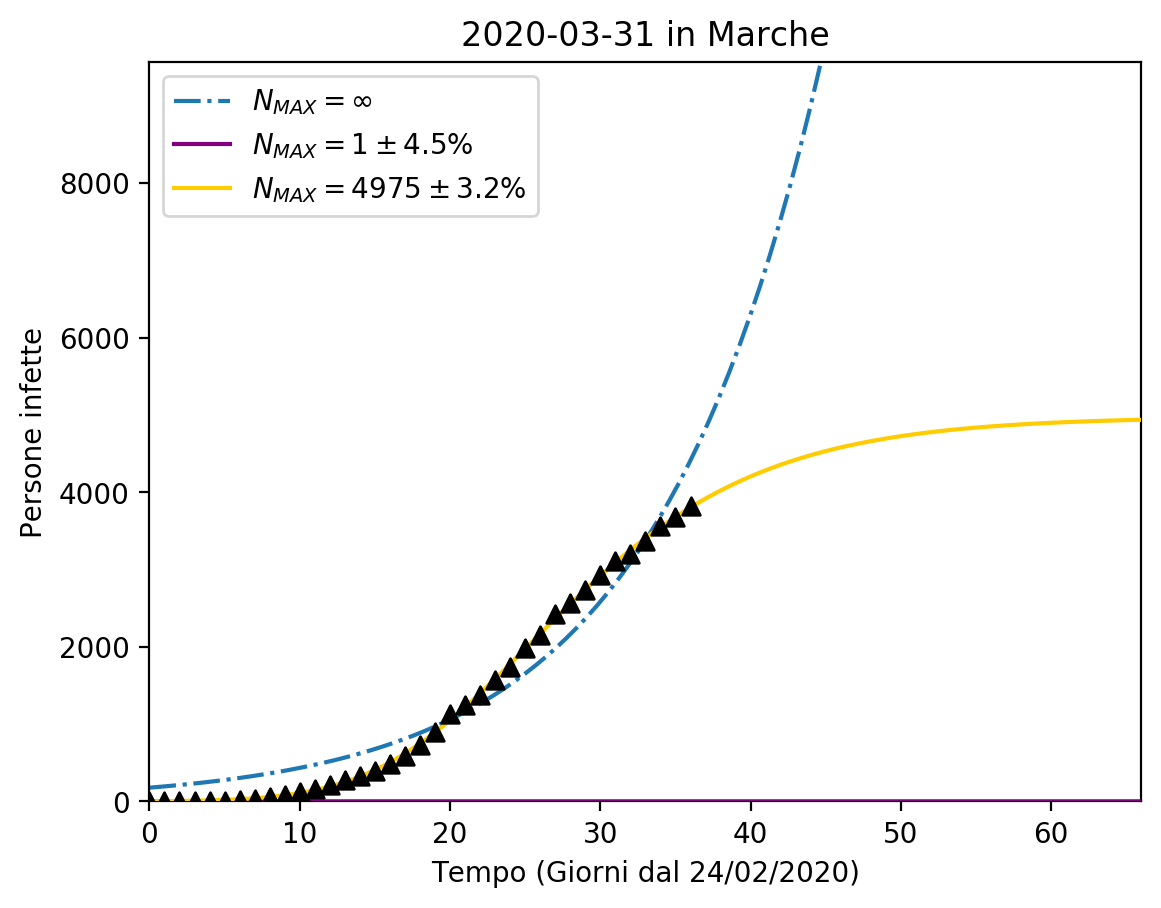 2020-03-31 in Marche
N_MAX = ∞
N_MAX = 1 ± 4.5%
N_MAX = 4975 ± 3.2%
Persone infette
8000
6000
4000
2000
0
0 10 20 30 40 50 60
Tempo (Giorni dal 24/02/2020)